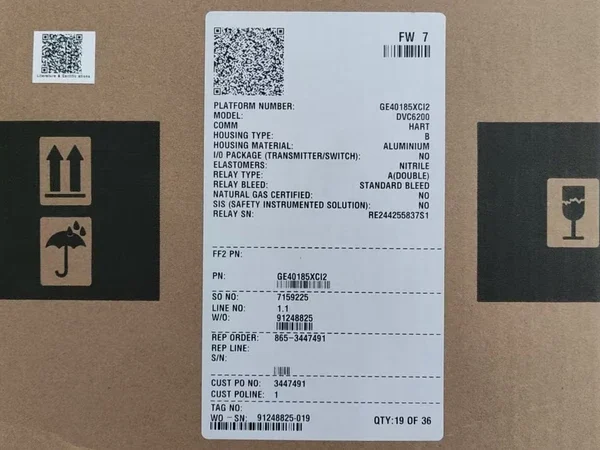 FW 7
PLATFORM NUMBER: GE40185XCI2
MODEL: DVC6200
COMM HART
HOUSING TYPE: B
HOUSING MATERIAL: ALUMINIUM
I/O PACKAGE (TRANSMITTER/SWITCH): NO
ELASTOMERS: NITRILE
RELAY TYPE: A(DOUBLE)
RELAY BLEED: STANDARD BLEED
NATURAL GAS CERTIFIED: NO
SIS (SAFETY INSTRUMENTED SOLUTION): NO
RELAY SN: RE244255837S1
FF2 PN:
PN: GE40185XCI2
SO NO: 7159225
LINE NO: 1.1
W/O: 91248825
REP ORDER: 865-3447491
REP LINE:
S/N:
CUST PO NO: 3447491
CUST POLINE: 1
TAG NO:
WO - SN: 91248825-019 QTY:19 OF 36